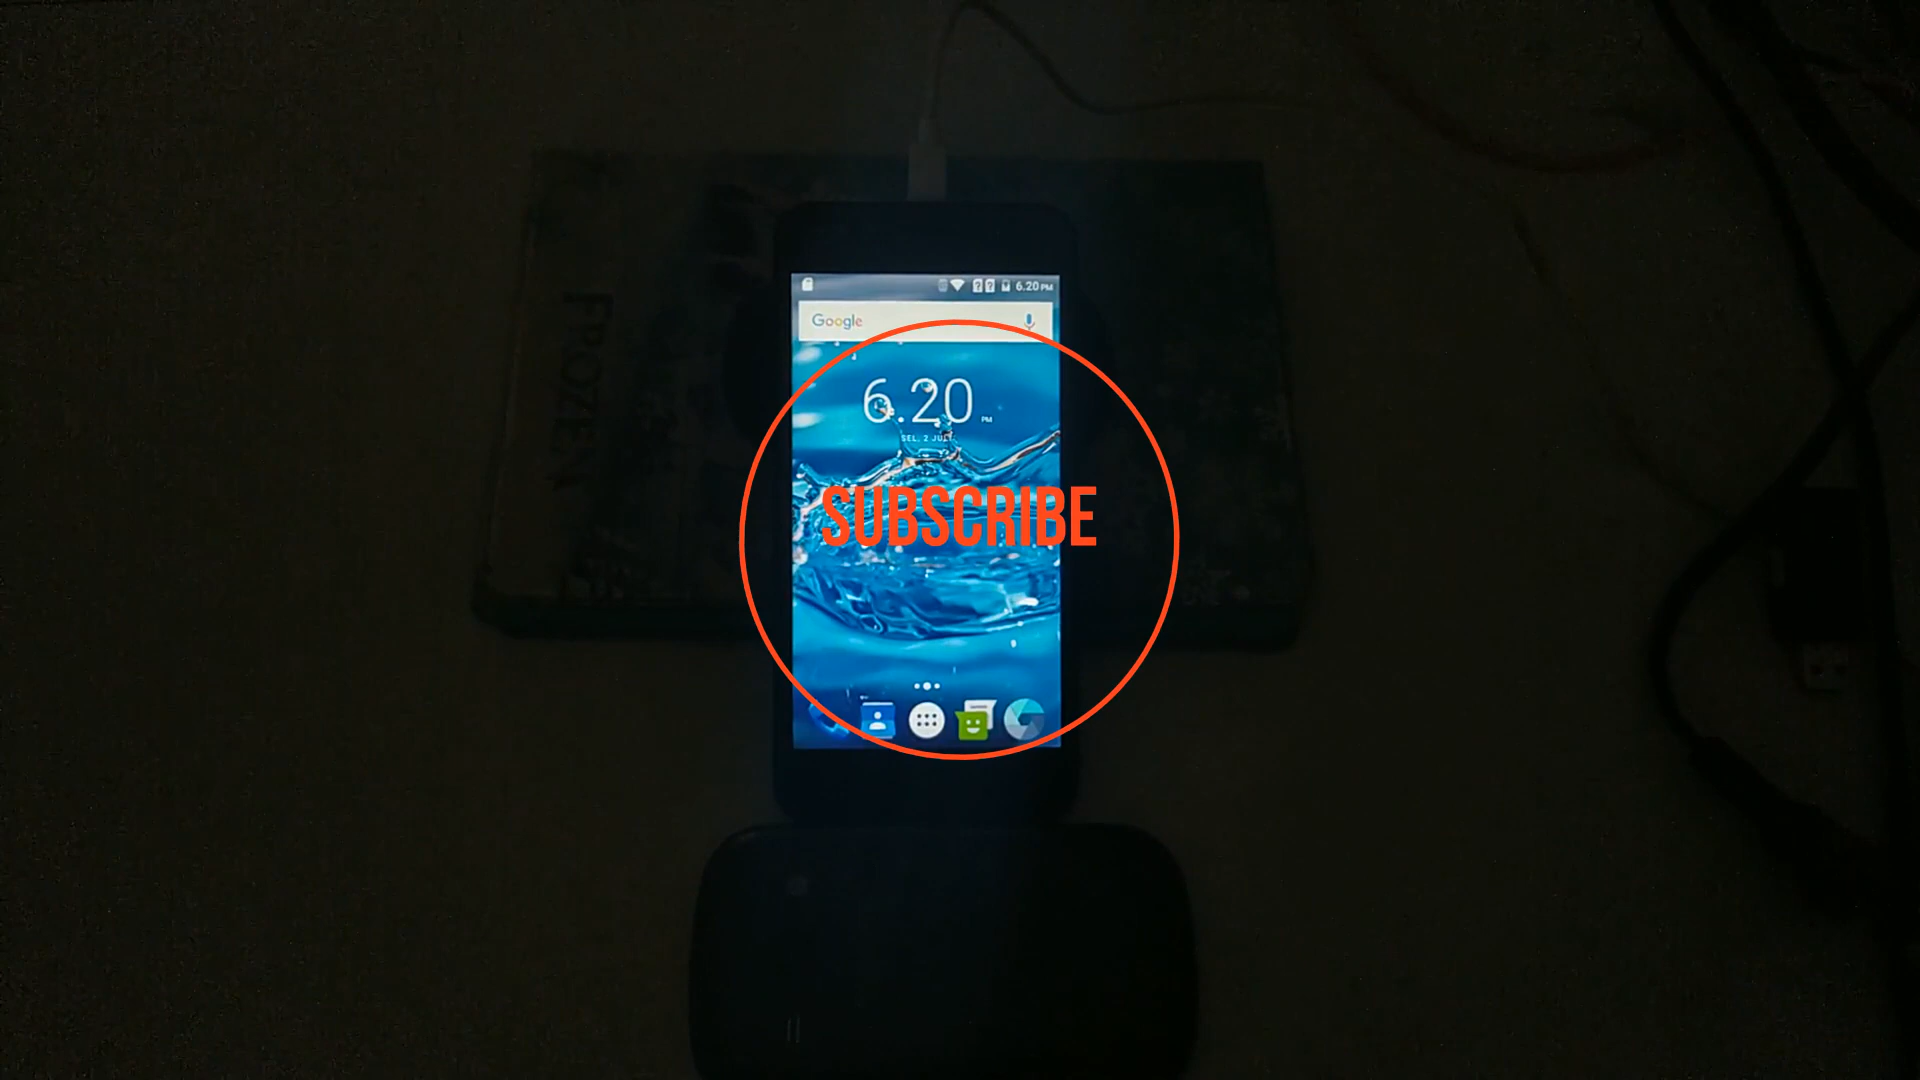 6.20 PM
Google
6.20 PM
SEL, 2 JULI
SUBSCRIBE
FROZEN